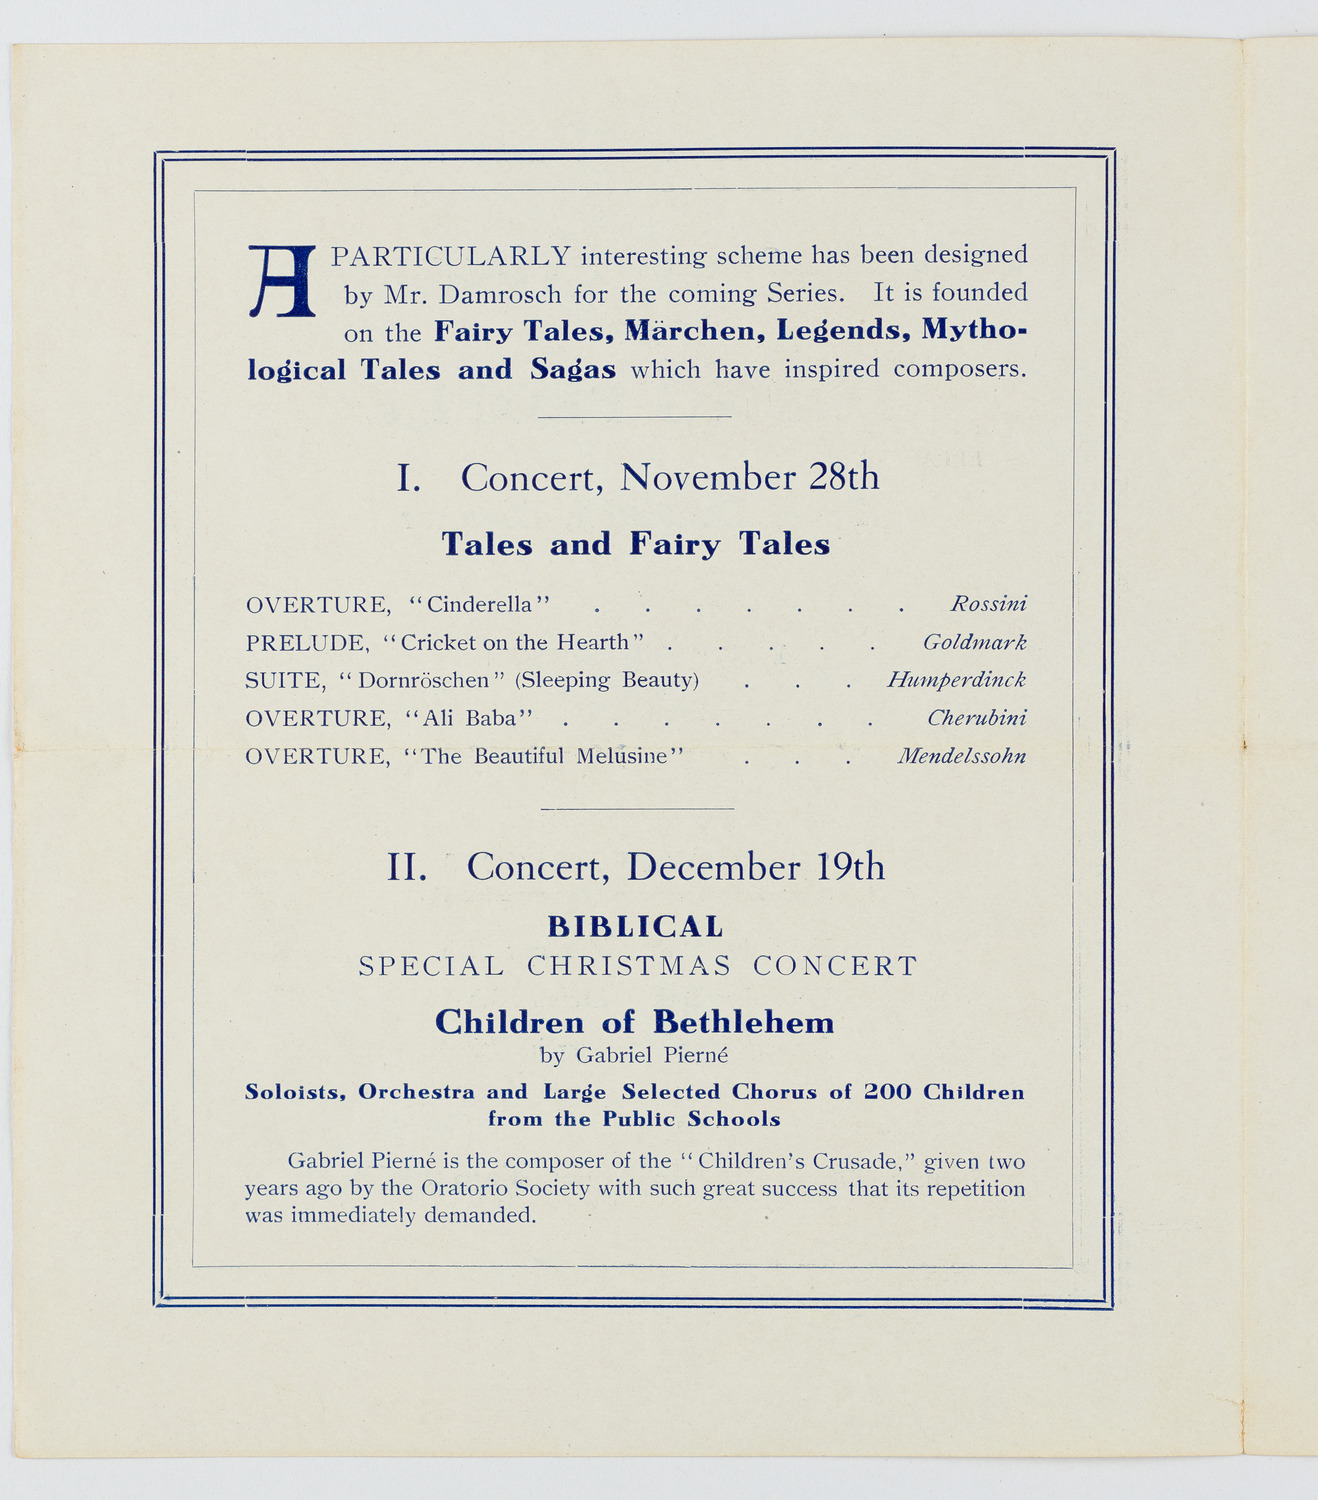 A PARTICULARLY interesting scheme has been designed
by Mr. Damrosch for the coming Series. It is founded
on the Fairy Tales, Märchen, Legends, Mytho-
logical Tales and Sagas which have inspired composers.
I. Concert, November 28th
Tales and Fairy Tales
OVERTURE, "Cinderella" . . . . . . . Rossini
PRELUDE, "Cricket on the Hearth" . . . . . Goldmark
SUITE, "Dornröschen" (Sleeping Beauty) . . . Humperdinck
OVERTURE, "Ali Baba" . . . . . . . Cherubini
OVERTURE, "The Beautiful Melusine" . . . Mendelssohn
II. Concert, December 19th
BIBLICAL
SPECIAL CHRISTMAS CONCERT
Children of Bethlehem
by Gabriel Pierné
Soloists, Orchestra and Large Selected Chorus of 200 Children
from the Public Schools
Gabriel Pierné is the composer of the "Children's Crusade," given two
years ago by the Oratorio Society with such great success that its repetition
was immediately demanded.